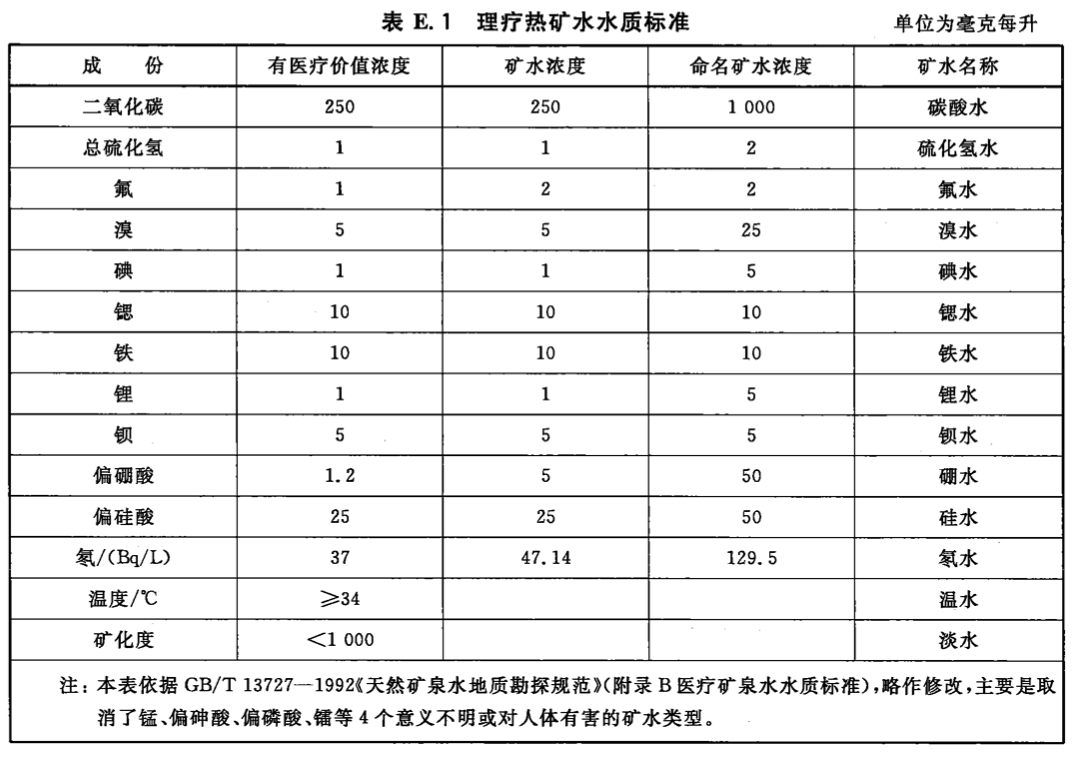 表 E.1 理疗热矿水水质标准 单位为毫克每升
成 份 有医疗价值浓度 矿水浓度 命名矿水浓度 矿水名称
二氧化碳 250 250 1 000 碳酸水
总硫化氢 1 1 2 硫化氢水
氟 1 2 2 氟水
溴 5 5 25 溴水
碘 1 1 5 碘水
锶 10 10 10 锶水
铁 10 10 10 铁水
锂 1 1 5 锂水
钡 5 5 5 钡水
偏硼酸 1.2 5 50 硼水
偏硅酸 25 25 50 硅水
氡/(Bq/L) 37 47.14 129.5 氡水
温度/℃ ≥34 温水
矿化度 <1 000 淡水
注：本表依据 GB/T 13727—1992《天然矿泉水地质勘探规范》(附录 B 医疗矿泉水水质标准),略作修改,主要是取
消了锰、偏砷酸、偏磷酸、镭等 4 个意义不明或对人体有害的矿水类型。